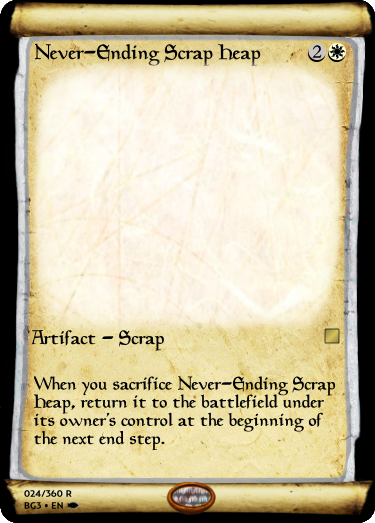 Never-Ending Scrap Heap 2
Artifact - Scrap
When you sacrifice Never-Ending Scrap
Heap, return it to the battlefield under
its owner's control at the beginning of
the next end step.
024/360 R
BG3 • EN